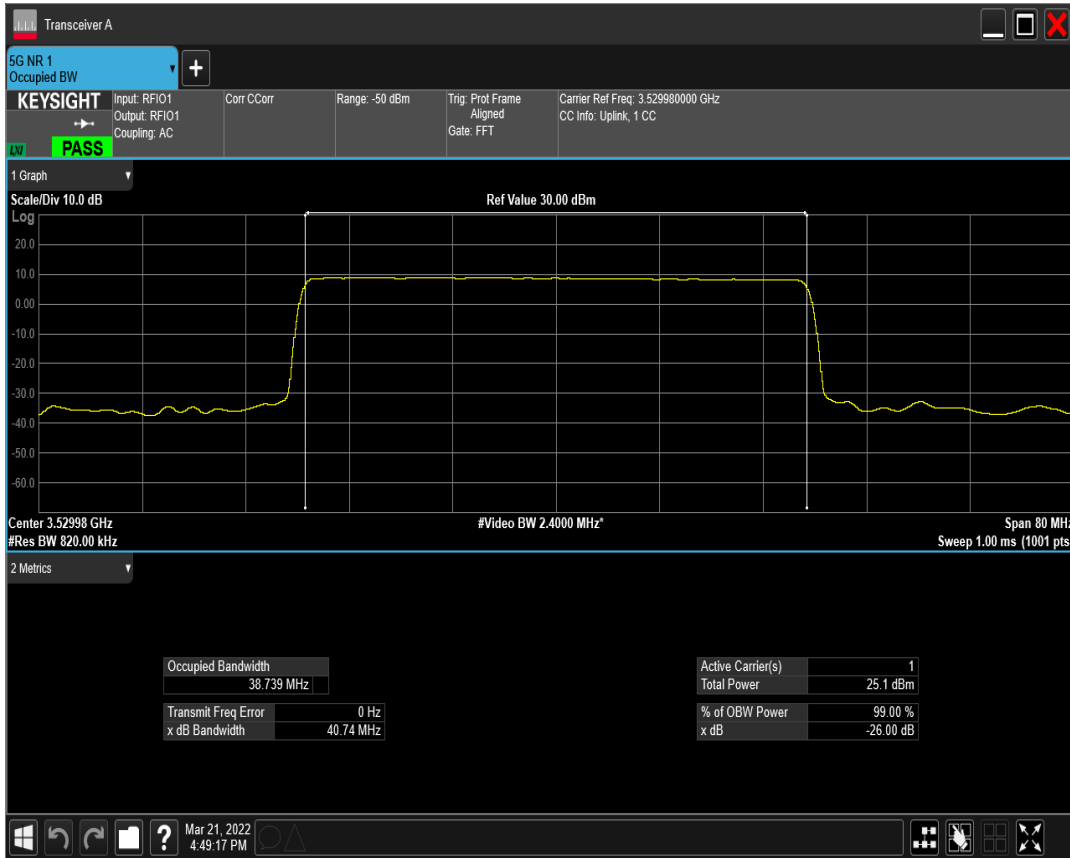 Transceiver A
5G NR 1
Occupied BW
KEYSIGHT
Input: RFIO1
Output: RFIO1
Coupling: AC
Corr CCorr
Range: -50 dBm
Trig: Prot Frame
Aligned
Gate: FFT
Carrier Ref Freq: 3.529980000 GHz
CC Info: Uplink, 1 CC
LXI
PASS
1 Graph
Scale/Div 10.0 dB
Ref Value 30.00 dBm
Log
20.0
10.0
0.00
-10.0
-20.0
-30.0
-40.0
-50.0
-60.0
Center 3.52998 GHz
#Video BW 2.4000 MHz*
Span 80 MHz
#Res BW 820.00 kHz
Sweep 1.00 ms (1001 pts
2 Metrics
Occupied Bandwidth
38.739 MHz
Transmit Freq Error 0 Hz
x dB Bandwidth 40.74 MHz
Active Carrier(s) 1
Total Power 25.1 dBm
% of OBW Power 99.00 %
x dB -26.00 dB
?
Mar 21, 2022
4:49:17 PM